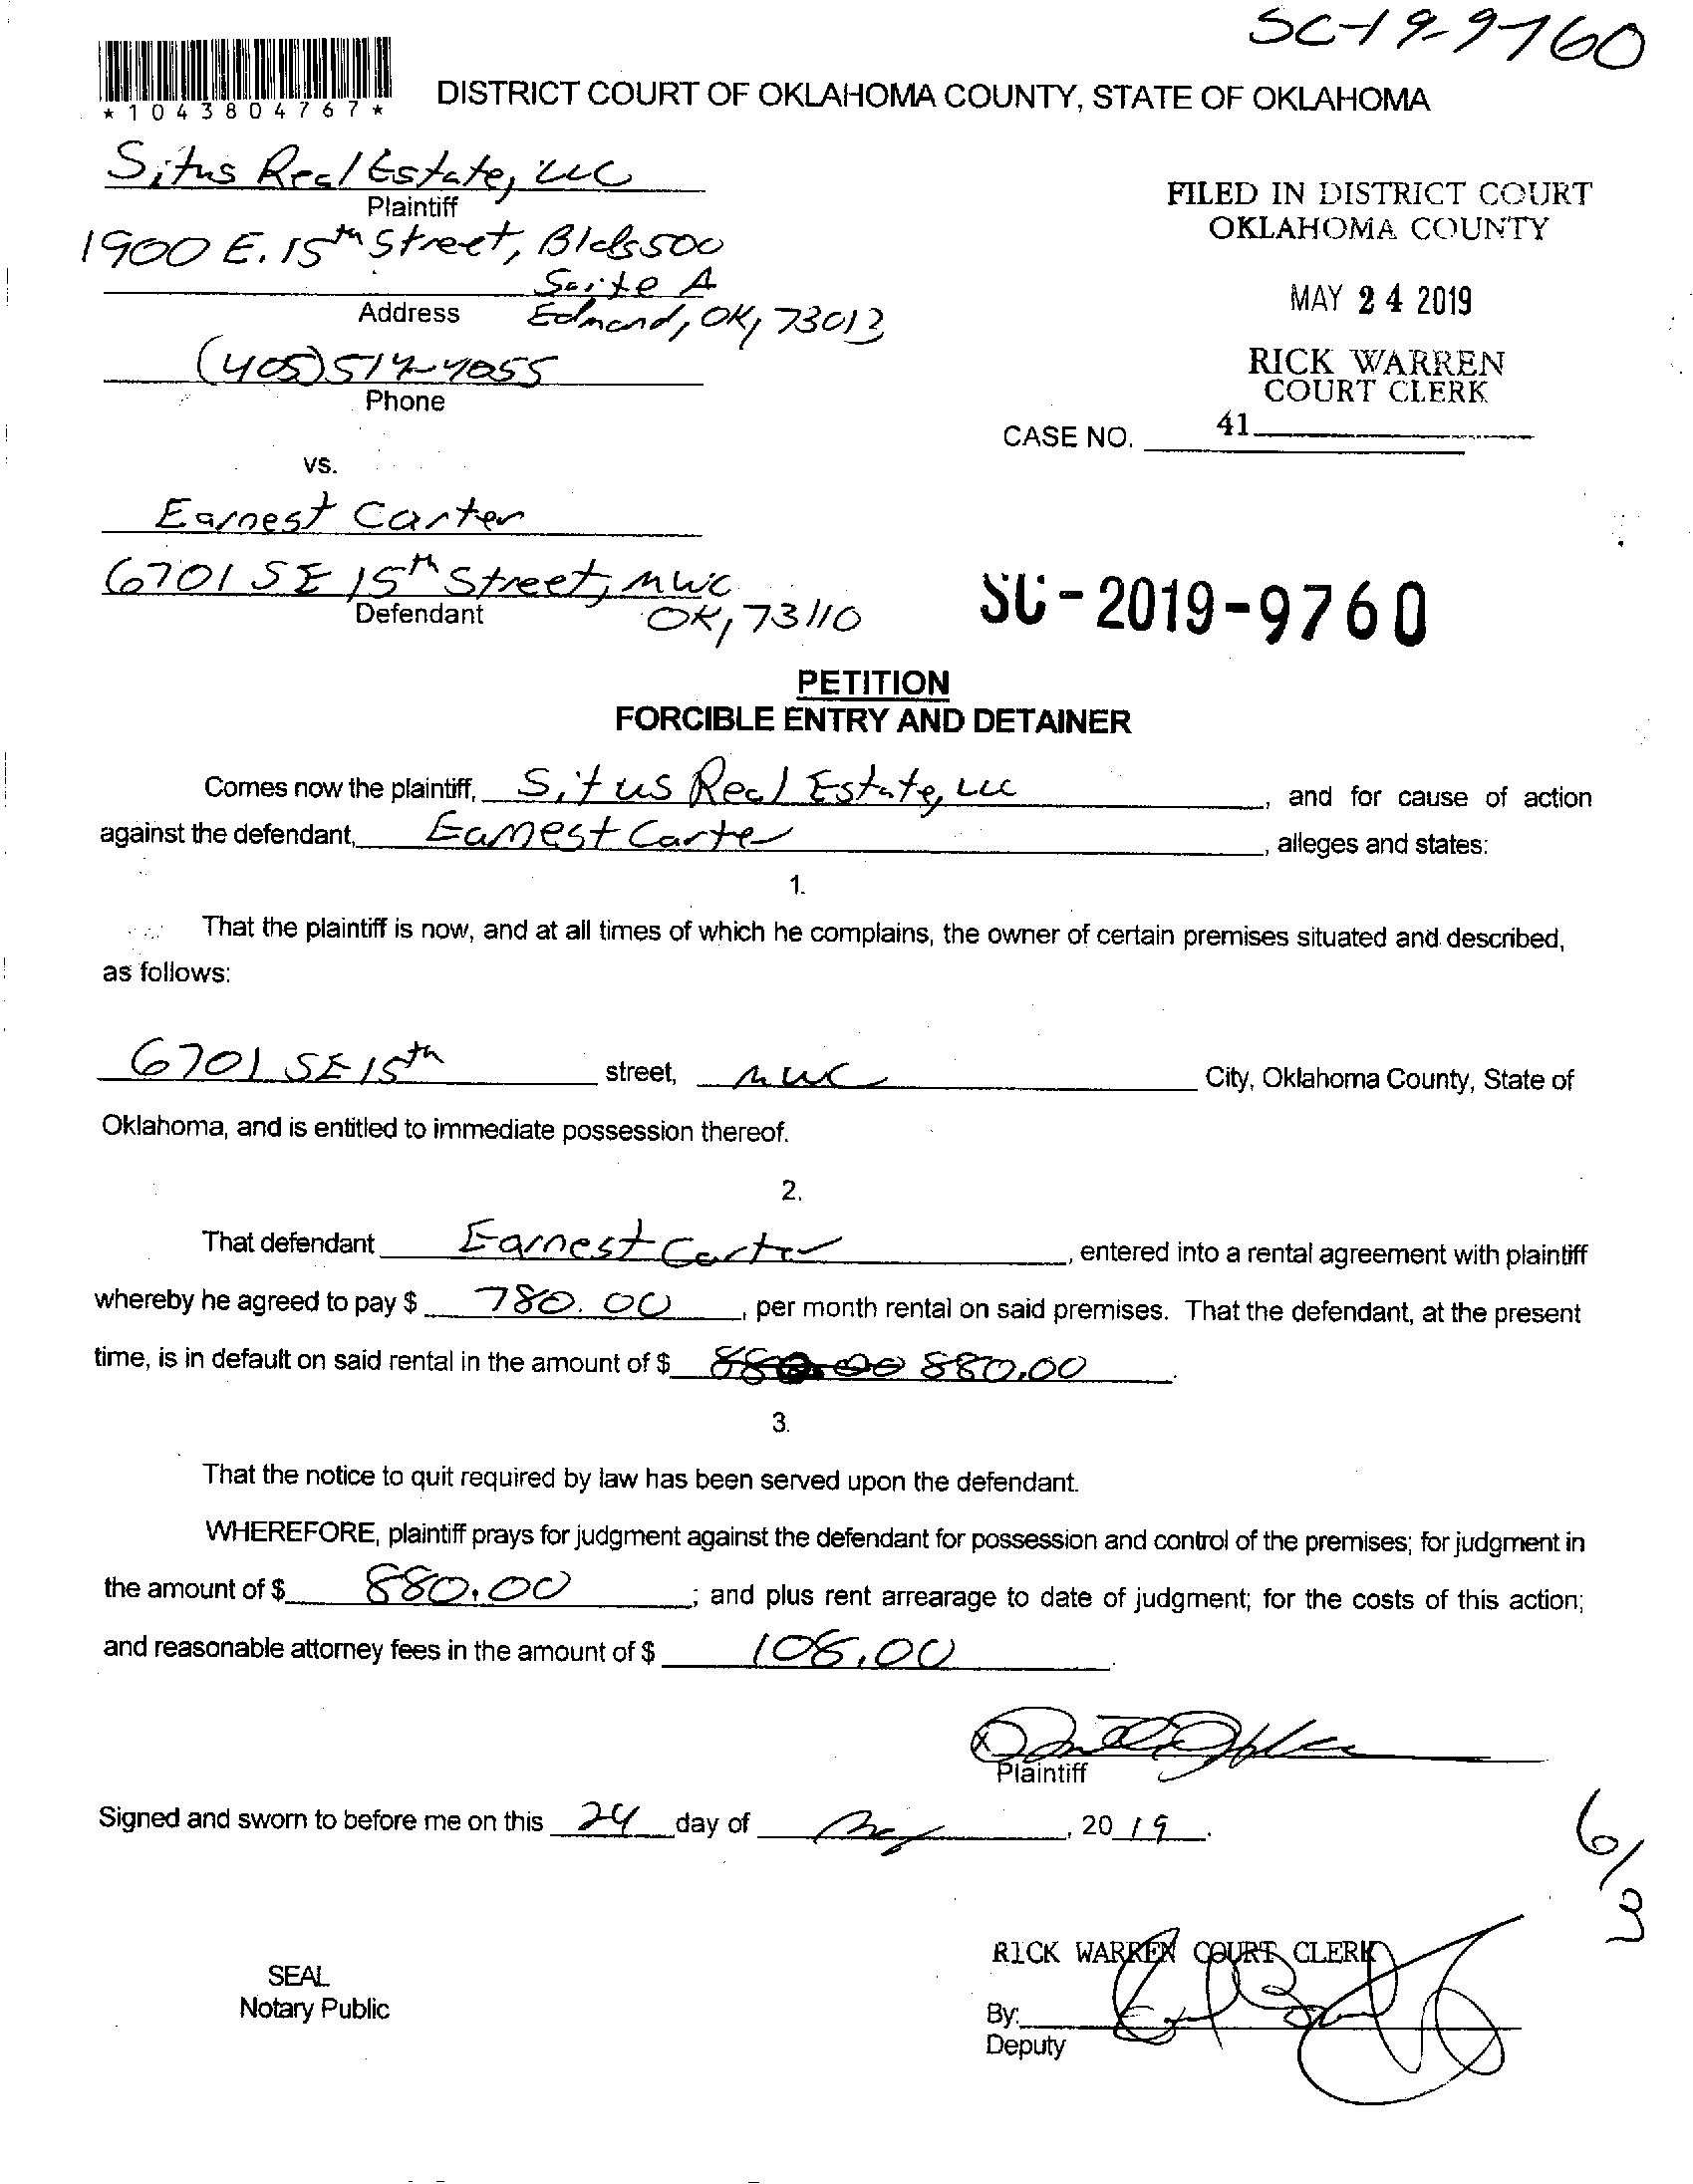 SC-19-9760
*1043804767*
DISTRICT COURT OF OKLAHOMA COUNTY, STATE OF OKLAHOMA
Situs Real Estate, LLC
Plaintiff
1900 E. 15th Street, Bldg 500
Suite A
Address
Edmond, OK, 73013
(405) 517-4055
Phone
FILED IN DISTRICT COURT
OKLAHOMA COUNTY
MAY 24 2019
RICK WARREN
COURT CLERK
CASE NO. 41
vs.
Earnest Carter
6701 SE 15th Street, MWC
Defendant
OK, 73110
SC-2019-9760
PETITION
FORCIBLE ENTRY AND DETAINER
Comes now the plaintiff, Situs Real Estate, LLC, and for cause of action
against the defendant, Earnest Carter, alleges and states:
1.
That the plaintiff is now, and at all times of which he complains, the owner of certain premises situated and described,
as follows:
6701 SE 15th street, MWC City, Oklahoma County, State of
Oklahoma, and is entitled to immediate possession thereof.
2.
That defendant Earnest Carter, entered into a rental agreement with plaintiff
whereby he agreed to pay $ 780.00, per month rental on said premises. That the defendant, at the present
time, is in default on said rental in the amount of $ 880.00.
3.
That the notice to quit required by law has been served upon the defendant.
WHEREFORE, plaintiff prays for judgment against the defendant for possession and control of the premises; for judgment in
the amount of $ 880.00; and plus rent arrearage to date of judgment; for the costs of this action;
and reasonable attorney fees in the amount of $ 108.00.
X
Plaintiff
Signed and sworn to before me on this 24 day of May, 2019.
6/3
RICK WARREN COURT CLERK
SEAL
Notary Public
By:
Deputy